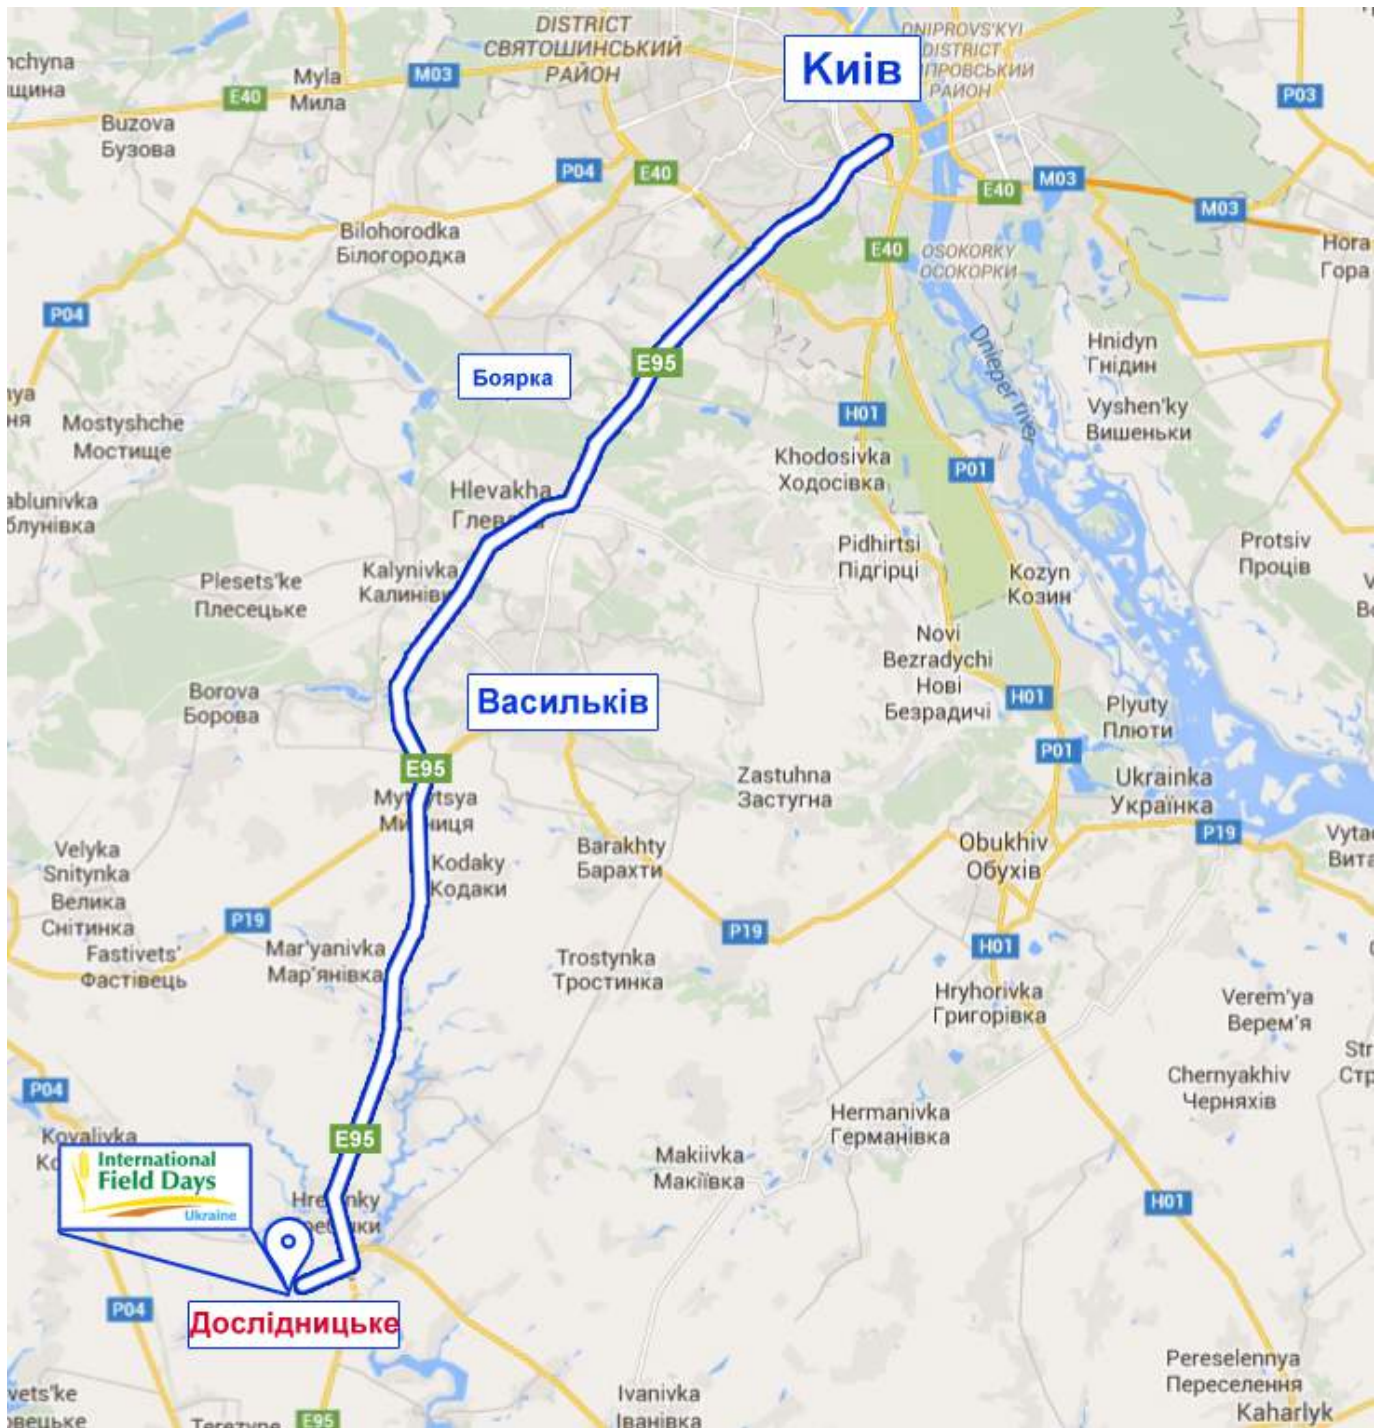 DISTRICT
СВЯТОШИНСЬКИЙ
РАЙОН
DNIPROVS'KYI
DISTRICT
РАЙОН
Київ
M03
E40
P03
Myla
Мила
Buzova
Бузова
P04
E40
E40
M03
M03
Bilohorodka
Білогородка
E40
OSOKORKY
ОСОКОРКИ
Hora
Гора
P04
Dnieper river
Hnidyn
Гнідин
E95
Боярка
Vyshen'ky
Вишеньки
H01
Mostyshche
Мостище
Khodosivka
Ходосівка
P01
Hlevakha
Pidhirtsi
Підгірці
Protsiv
Проців
Kalynivka
Plesets'ke
Плесецьке
Kozyn
Козин
Novi
Bezradychi
Нові
Безрадичі
Borova
Борова
Васильків
H01
Plyuty
Плюти
P01
E95
Zastuhna
Застугна
Ukrainka
Українка
P19
Velyka
Snitynka
Велика
Снітинка
Kodaky
Кодаки
Barakhty
Барахти
Obukhiv
Обухів
P19
P19
H01
Fastivets'
Фастівець
Mar'yanivka
Мар'янівка
Trostynka
Тростинка
Hryhorivka
Григорівка
Verem'ya
Верем'я
P04
Chernyakhiv
Черняхів
Hermanivka
Германівка
Kovalivka
E95
Makiivka
Макіївка
International
Field Days
Ukraine
H01
P04
Дослідницьке
Pereselennya
Переселення
Ivanivka
Іванівка
Kaharlyk
E95